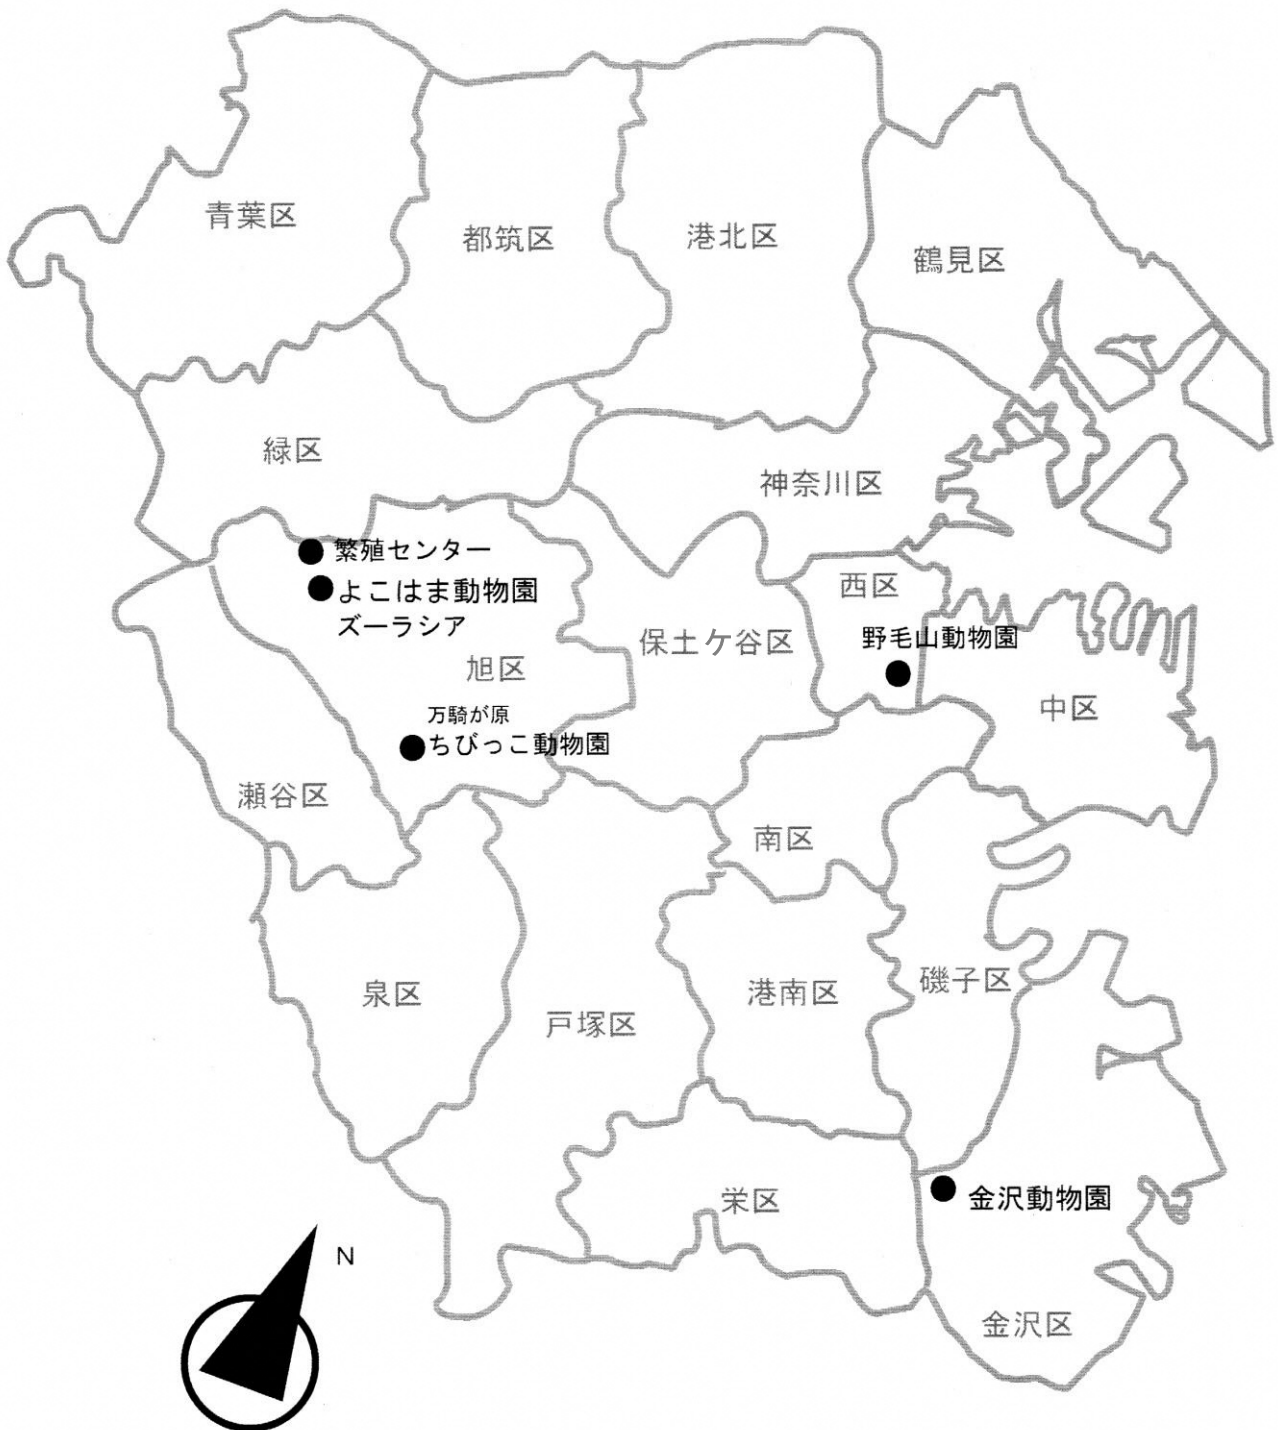 青葉区
都筑区
港北区
鶴見区
緑区
神奈川区
繁殖センター
よこはま動物園
ズーラシア
西区
野毛山動物園
保土ケ谷区
旭区
中区
万騎が原
ちびっこ動物園
瀬谷区
南区
泉区
戸塚区
港南区
磯子区
栄区
金沢動物園
N
金沢区